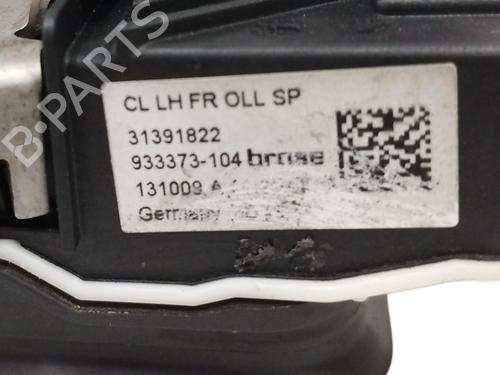 B-PARTS
CL LH FR OLL SP
31391822
933373-104 brose
131009 A
Germany